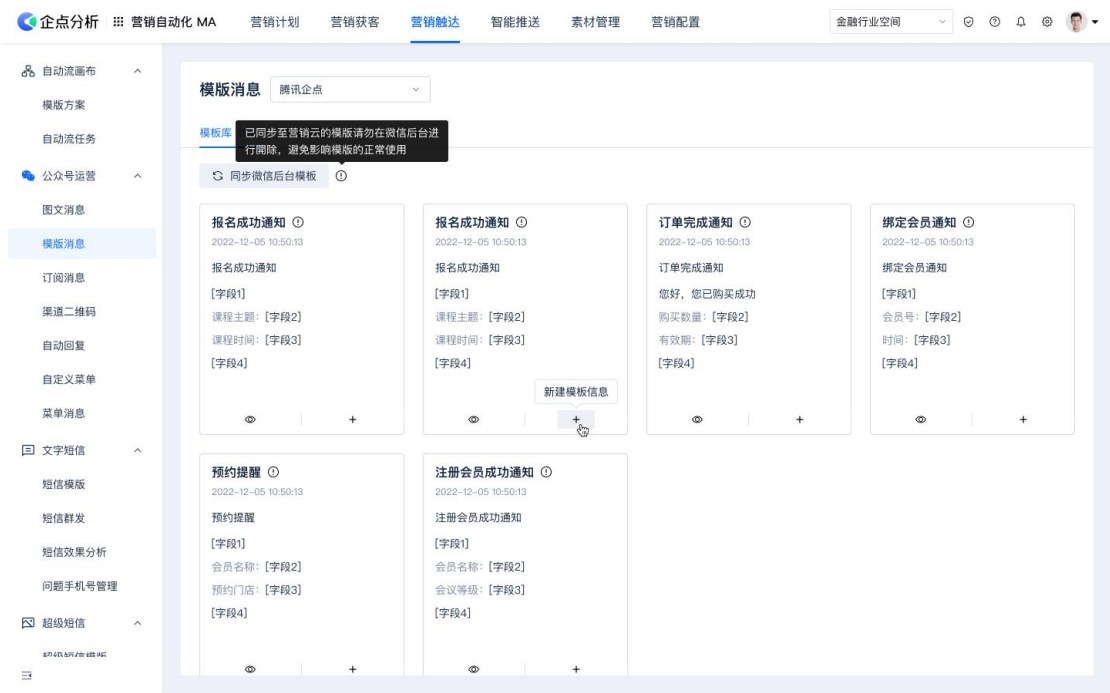 企点分析
营销自动化 MA
营销计划
营销获客
营销触达
智能推送
素材管理
营销配置
金融行业空间
自动流画布
模版方案
自动流任务
公众号运营
图文消息
模版消息
订阅消息
渠道二维码
自动回复
自定义菜单
菜单消息
文字短信
短信模版
短信群发
短信效果分析
问题手机号管理
超级短信
超级短信模版
模版消息
腾讯企点
模板库
已同步至营销云的模版请勿在微信后台进
行開除，避免影响模版的正常使用
同步微信后台模板
报名成功通知
2022-12-05 10:50:13
报名成功通知
[字段1]
课程主题：[字段2]
课程时间：[字段3]
[字段4]
报名成功通知
2022-12-05 10:50:13
报名成功通知
[字段1]
课程主题：[字段2]
课程时间：[字段3]
[字段4]
新建模板信息
订单完成通知
2022-12-05 10:50:13
订单完成通知
您好，您已购买成功
购买数量：[字段2]
有效期：[字段3]
[字段4]
绑定会员通知
2022-12-05 10:50:13
绑定会员通知
[字段1]
会员号：[字段2]
时间：[字段3]
[字段4]
预约提醒
2022-12-05 10:50:13
预约提醒
[字段1]
会员名称：[字段2]
预约门店：[字段3]
[字段4]
注册会员成功通知
2022-12-05 10:50:13
注册会员成功通知
[字段1]
会员名称：[字段2]
会议等级：[字段3]
[字段4]